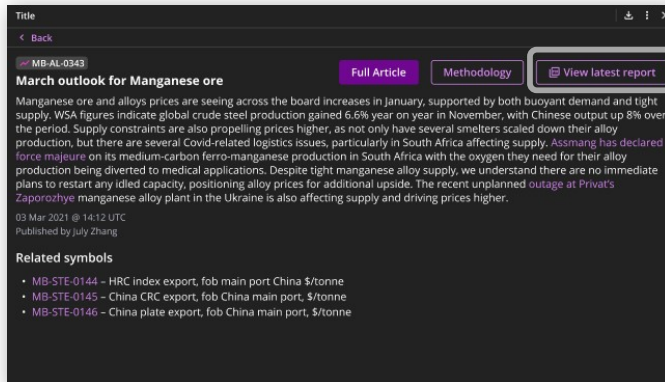 Title
Back
MB-AL-0343
March outlook for Manganese ore
Full Article
Methodology
View latest report
Manganese ore and alloys prices are seeing across the board increases in January, supported by both buoyant demand and tight
supply. WSA figures indicate global crude steel production gained 6.6% year on year in November, with Chinese output up 8% over
the period. Supply constraints are also propelling prices higher, as not only have several smelters scaled down their alloy
production, but there are several Covid-related logistics issues, particularly in South Africa affecting supply. Assmang has declared
force majeure on its medium-carbon ferro-manganese production in South Africa with the oxygen they need for their alloy
production being diverted to medical applications. Despite tight manganese alloy supply, we understand there are no immediate
plans to restart any idled capacity, positioning alloy prices for additional upside. The recent unplanned outage at Privat's
Zaporozhye manganese alloy plant in the Ukraine is also affecting supply and driving prices higher.
03 Mar 2021 @ 14:12 UTC
Published by July Zhang
Related symbols
• MB-STE-0144 – HRC index export, fob main port China $/tonne
• MB-STE-0145 – China CRC export, fob China main port, $/tonne
• MB-STE-0146 – China plate export, fob China main port, $/tonne